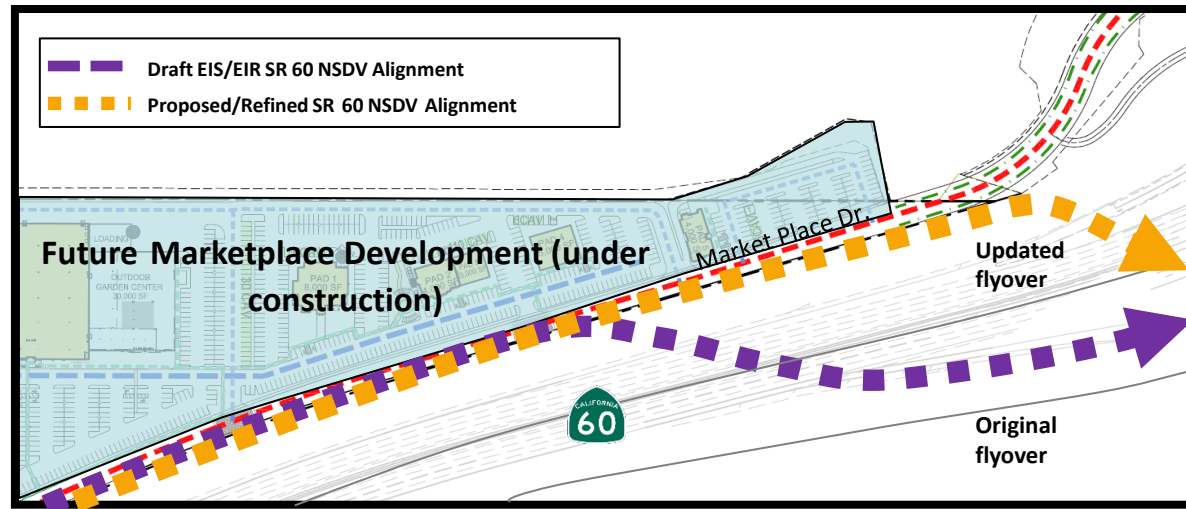 Draft EIS/EIR SR 60 NSDV Alignment
Proposed/Refined SR 60 NSDV Alignment
Future Marketplace Development (under
construction)
LOADING
OUTDOOR
GARDEN CENTER
30,000 SF
PAD 1
8,000 SF
Market Place Dr.
Updated
flyover
CALIFORNIA
60
Original
flyover